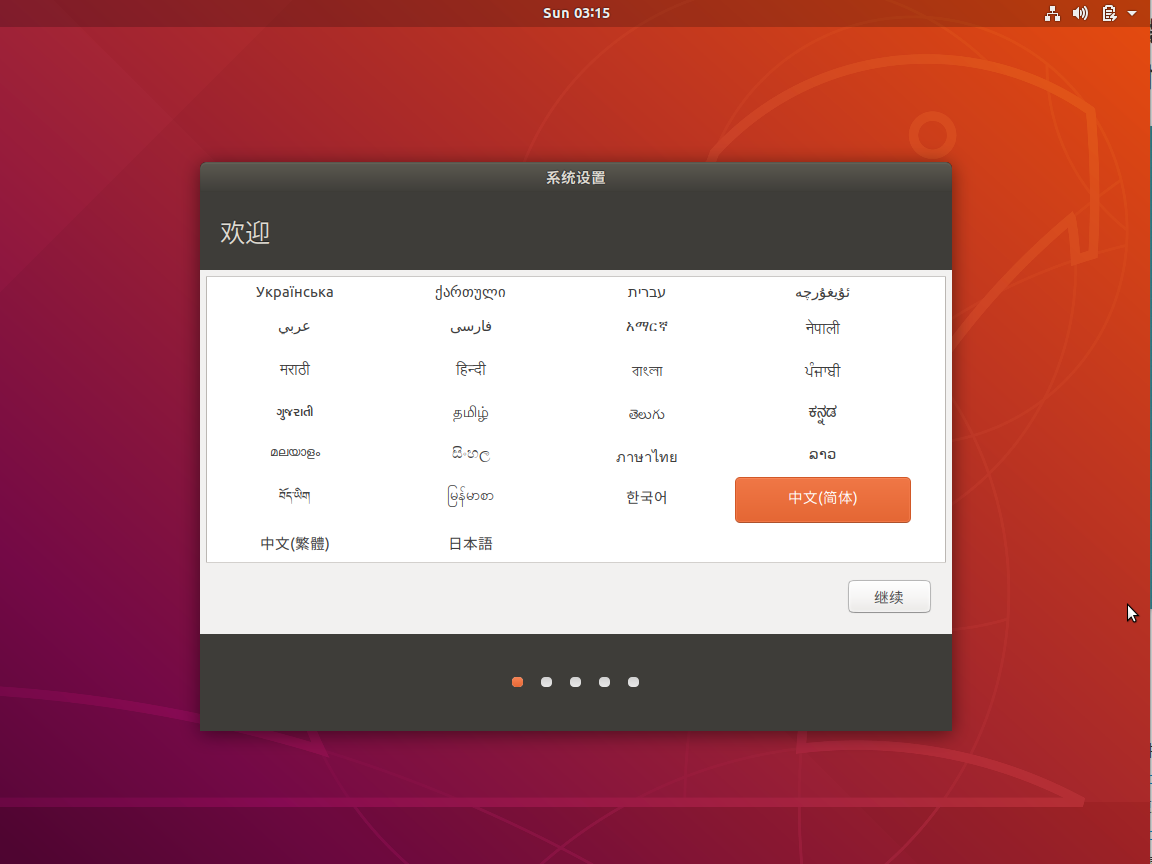 Sun 03:15
系统设置
欢迎
Українська ქართული עברית ئۇيغۇرچە
عربي فارسی አማርኛ नेपाली
मराठी हिन्दी বাংলা ਪੰਜਾਬੀ
ગુજરાતી தமிழ் తెలుగు ಕನ್ನಡ
മലയാളം සිංහල ภาษาไทย ລາວ
བོད་ཡིག မြန်မာစာ 한국어 中文(简体)
中文(繁體) 日本語
继续